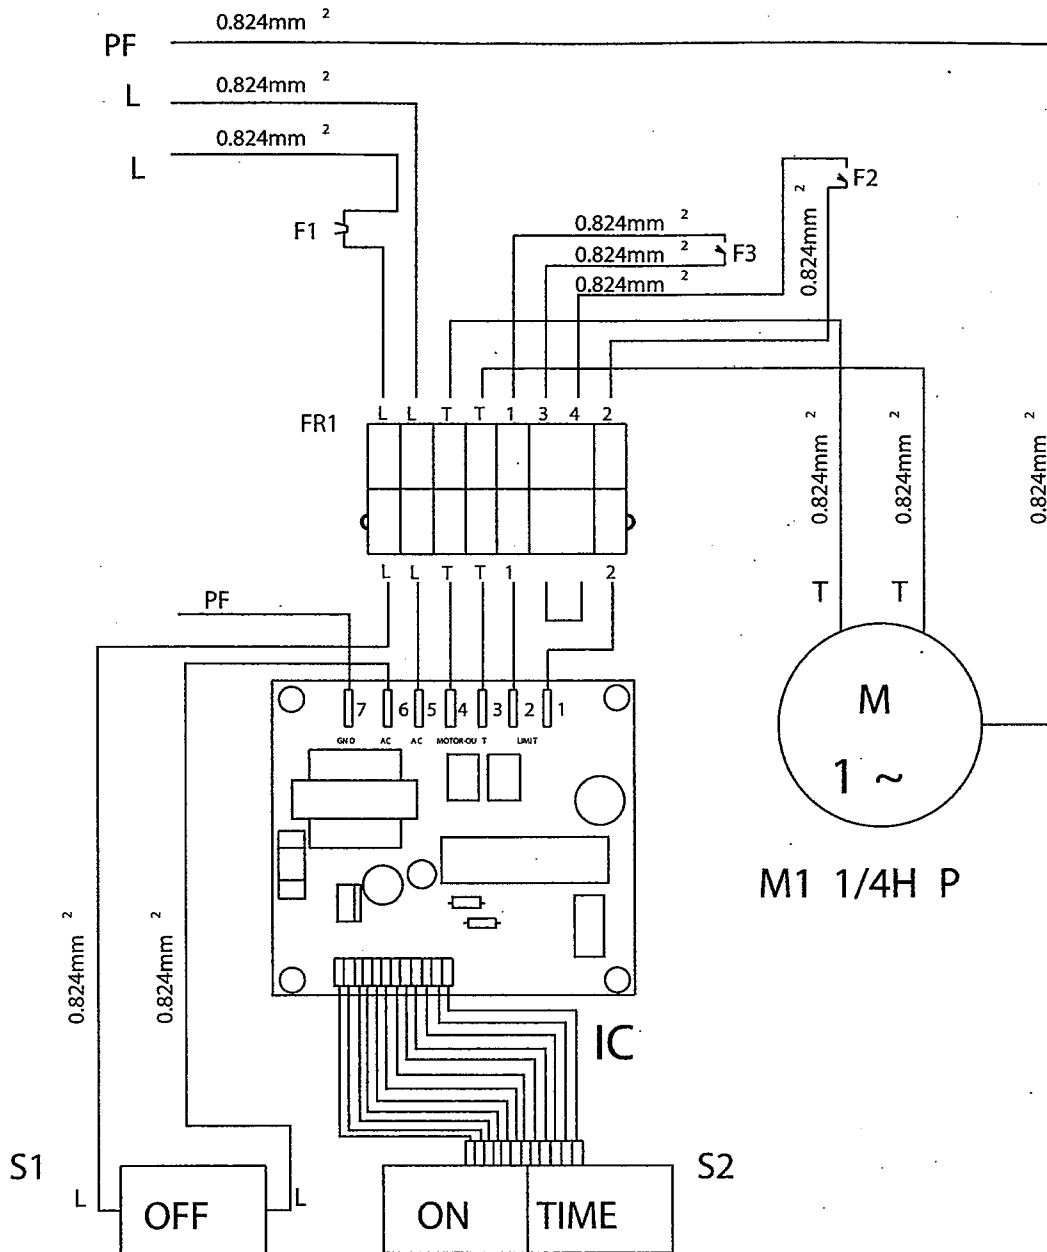 0.824mm 2
PF
0.824mm 2
L
0.824mm 2
L
F1
0.824mm 2
F3
0.824mm 2
0.824mm 2
F2
0.824mm 2
FR1
L L T T 1 3 4 2
0.824mm 2
0.824mm 2
0.824mm 2
L L T T 1 2
T T
PF
7 6 5 4 3 2 1
GND AC AC MOTOR-OU T LIMIT
M
1 ~
M1 1/4H P
0.824mm 2
0.824mm 2
IC
S1
L
OFF
L
ON
TIME
S2